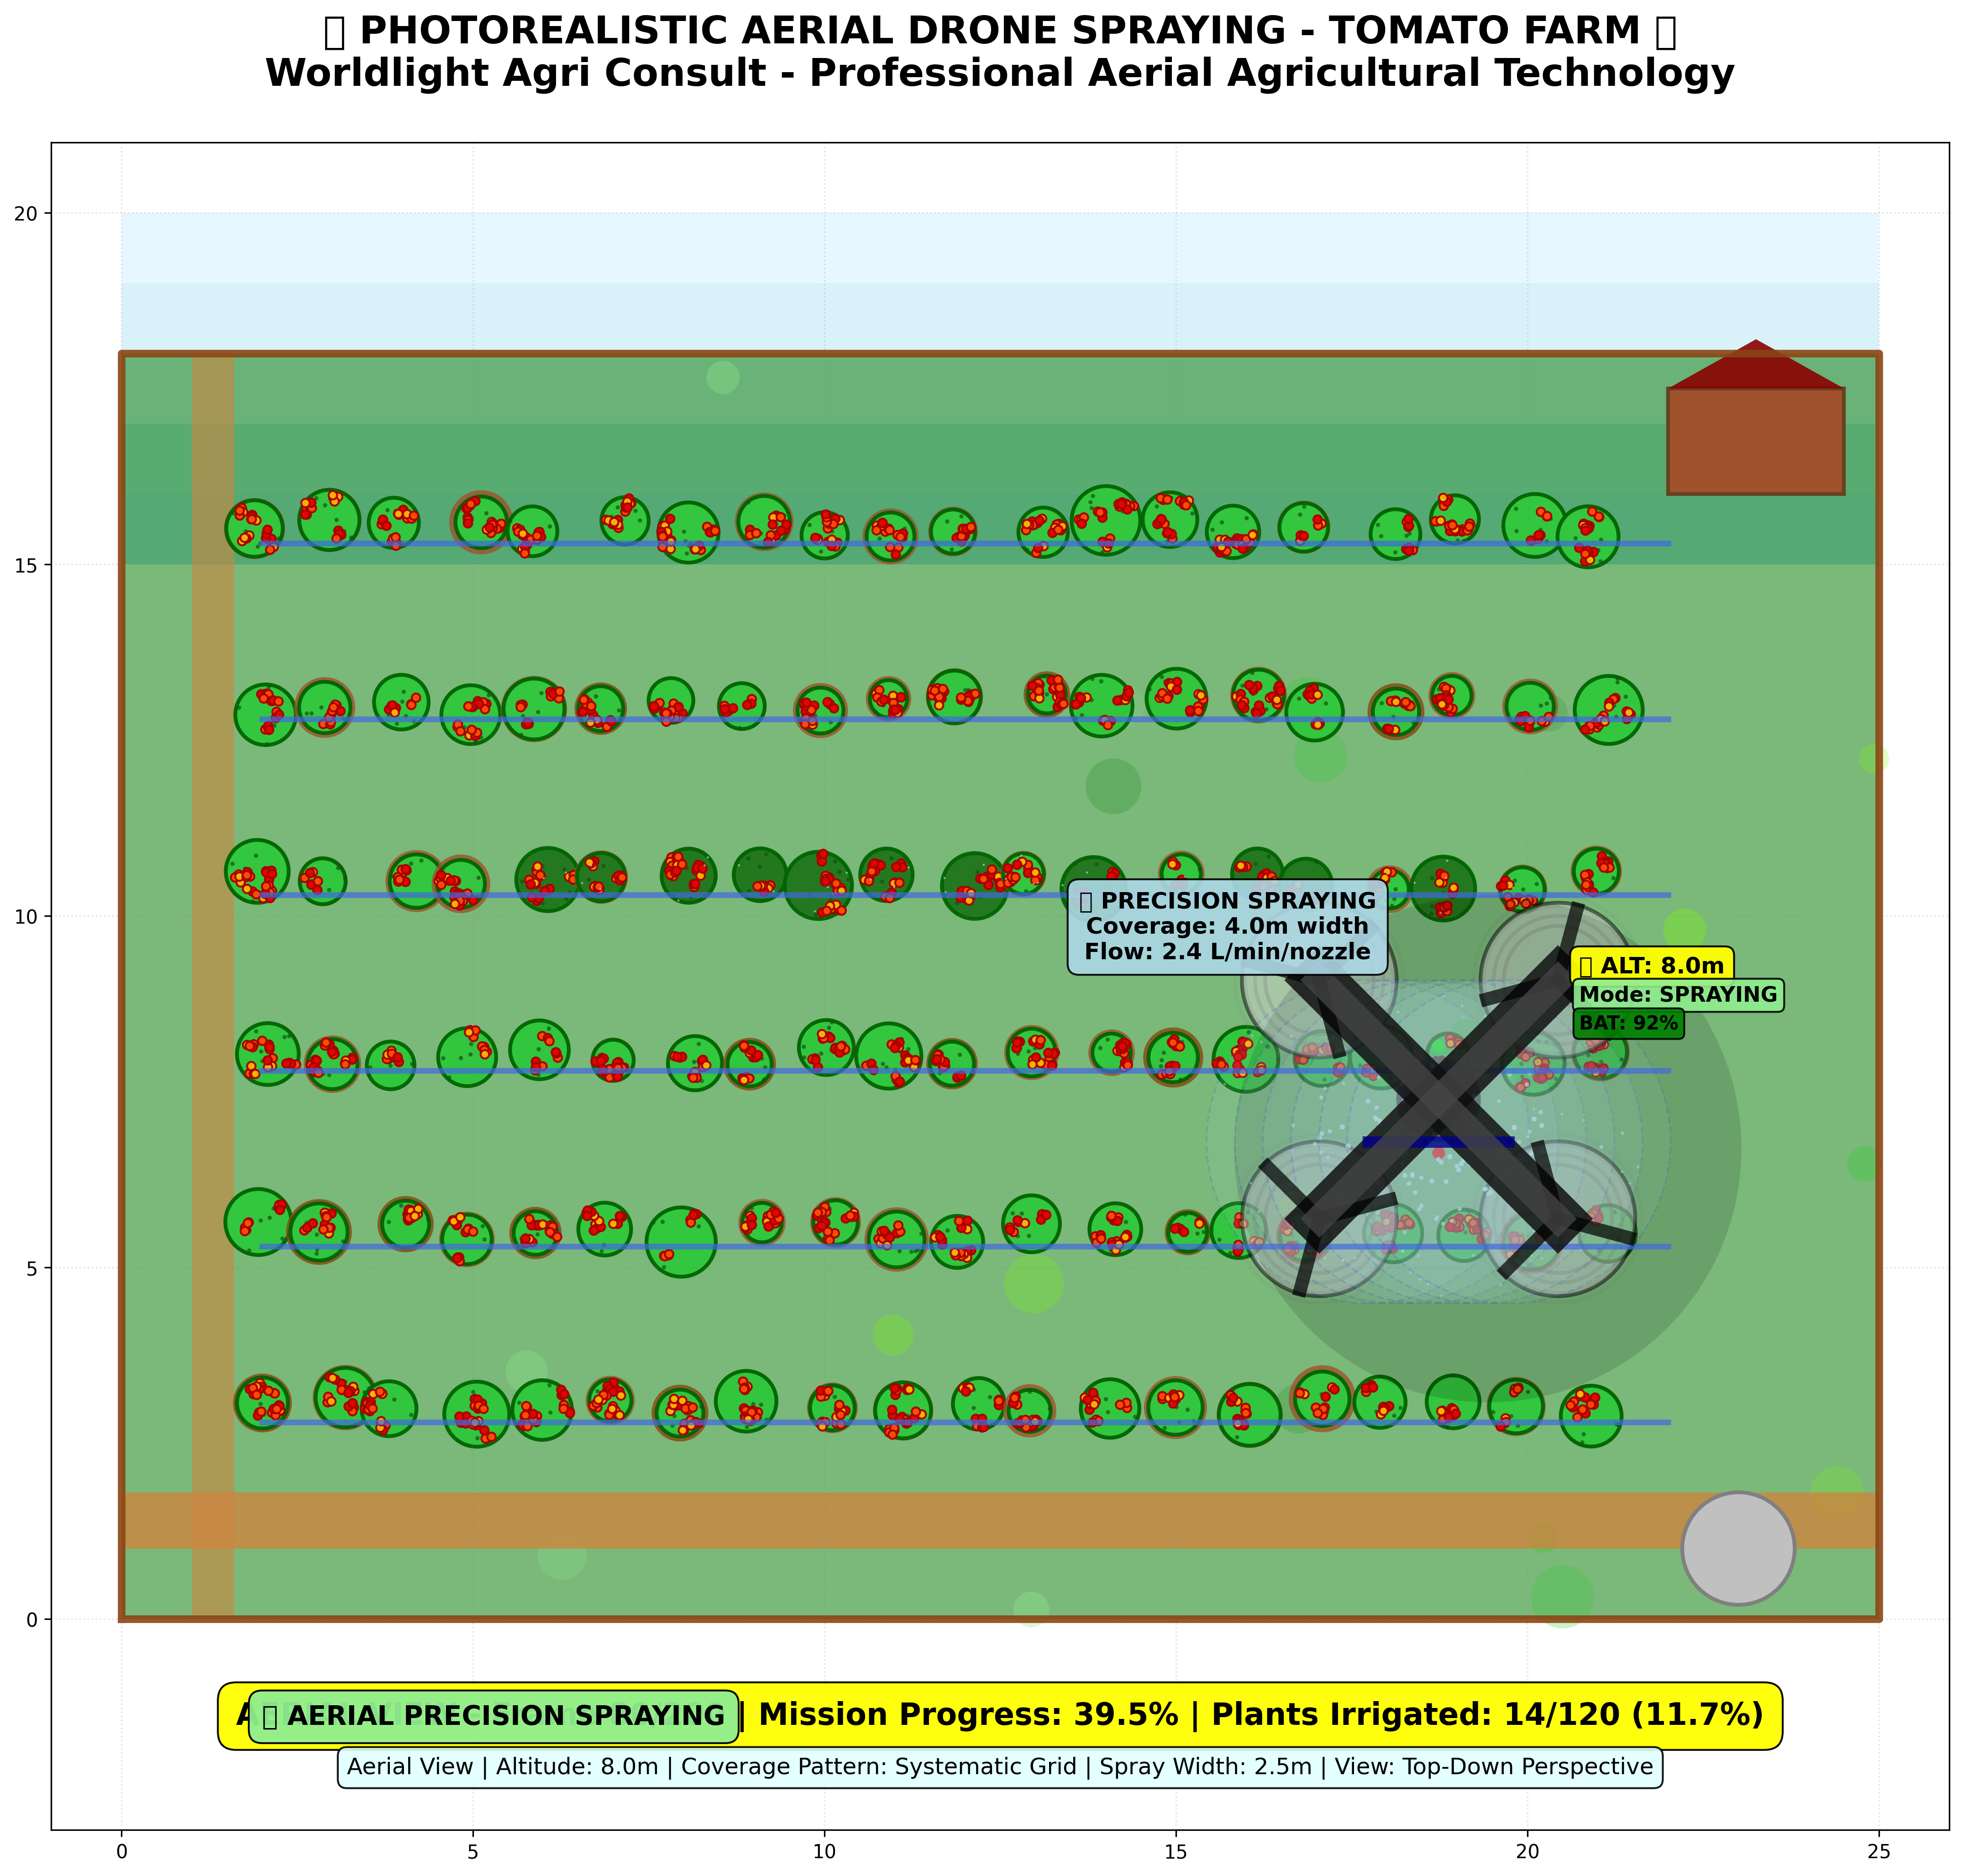 PHOTOREALISTIC AERIAL DRONE SPRAYING - TOMATO FARM
Worldlight Agri Consult - Professional Aerial Agricultural Technology
20
15
10
5
0
PRECISION SPRAYING
Coverage: 4.0m width
Flow: 2.4 L/min/nozzle
ALT: 8.0m
Mode: SPRAYING
BAT: 92%
AERIAL PRECISION SPRAYING
| Mission Progress: 39.5% | Plants Irrigated: 14/120 (11.7%)
Aerial View | Altitude: 8.0m | Coverage Pattern: Systematic Grid | Spray Width: 2.5m | View: Top-Down Perspective
0 5 10 15 20 25